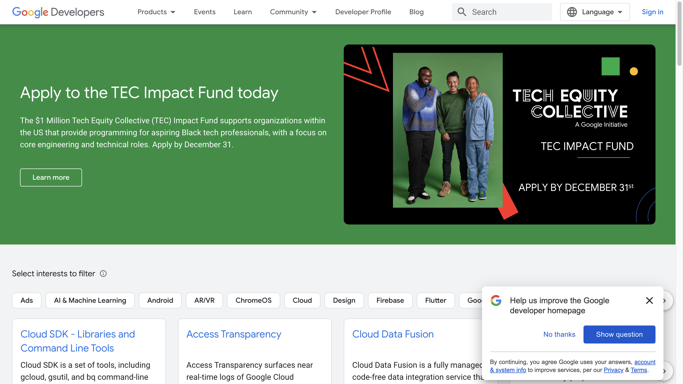 Google Developers
Products
Events
Learn
Community
Developer Profile
Blog
Search
Language
Sign in
Apply to the TEC Impact Fund today
The $1 Million Tech Equity Collective (TEC) Impact Fund supports organizations within
the US that provide programming for aspiring Black tech professionals, with a focus on
core engineering and technical roles. Apply by December 31.
Learn more
TECH EQUITY
COLLECTIVE
A Google Initiative
TEC IMPACT FUND
APPLY BY DECEMBER 31st
Select interests to filter
Ads
AI & Machine Learning
Android
AR/VR
ChromeOS
Cloud
Design
Firebase
Flutter
Cloud SDK - Libraries and
Command Line Tools
Cloud SDK is a set of tools, including
gcloud, gsutil, and bq command-line
Access Transparency
Access Transparency surfaces near
real-time logs of Google Cloud
Cloud Data Fusion
Cloud Data Fusion is a fully managed
code-free data integration service
Help us improve the Google
developer homepage
No thanks
Show question
By continuing, you agree Google uses your answers, account
& system info to improve services, per our Privacy & Terms.